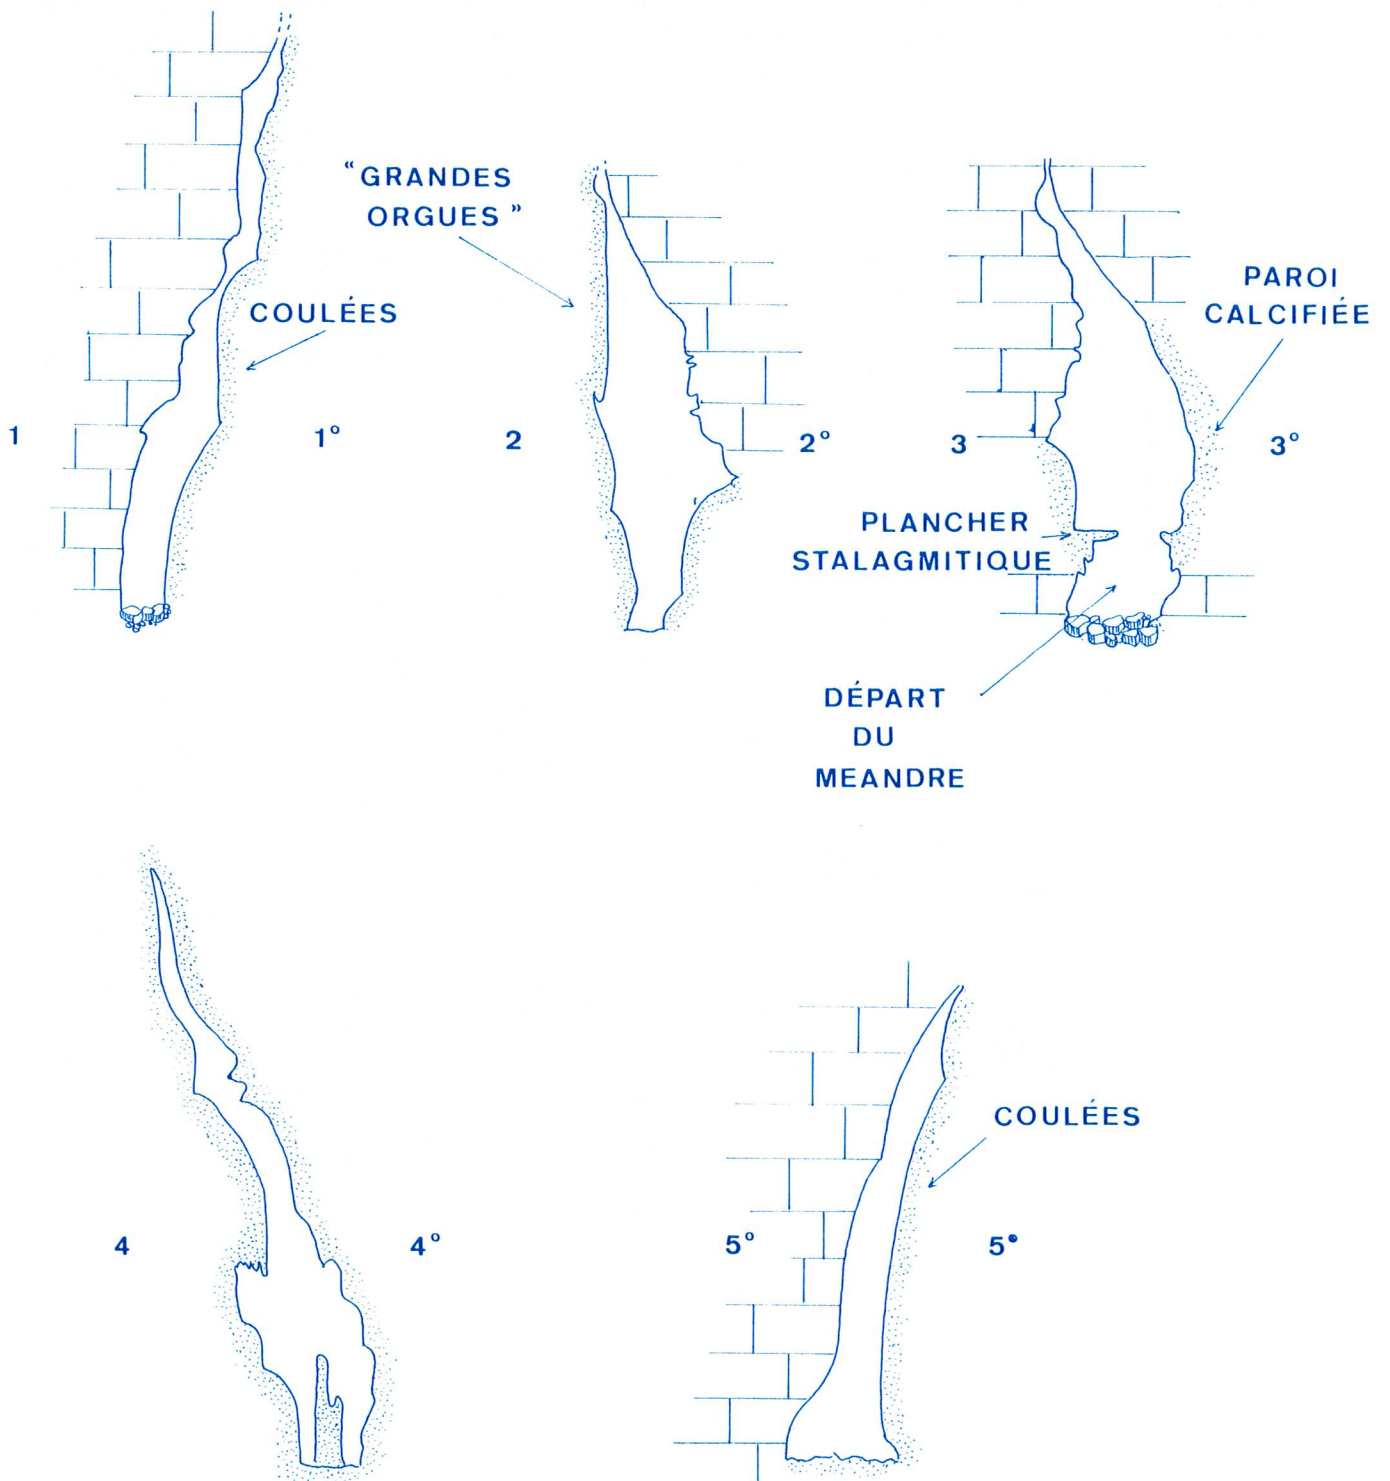 “GRANDES
ORGUES”
COULÉES
PAROI
CALCIFIÉE
1
1°
2
2°
3
3°
PLANCHER
STALAGMITIQUE
DÉPART
DU
MEANDRE
4
4°
5°
5°
COULÉES